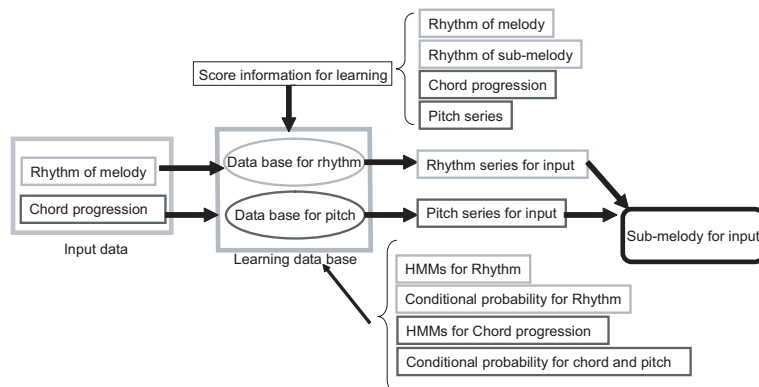 Rhythm of melody
Rhythm of sub-melody
Score information for learning
Chord progression
Pitch series
Rhythm of melody
Chord progression
Input data
Data base for rhythm
Data base for pitch
Learning data base
Rhythm series for input
Pitch series for input
Sub-melody for input
HMMs for Rhythm
Conditional probability for Rhythm
HMMs for Chord progression
Conditional probability for chord and pitch